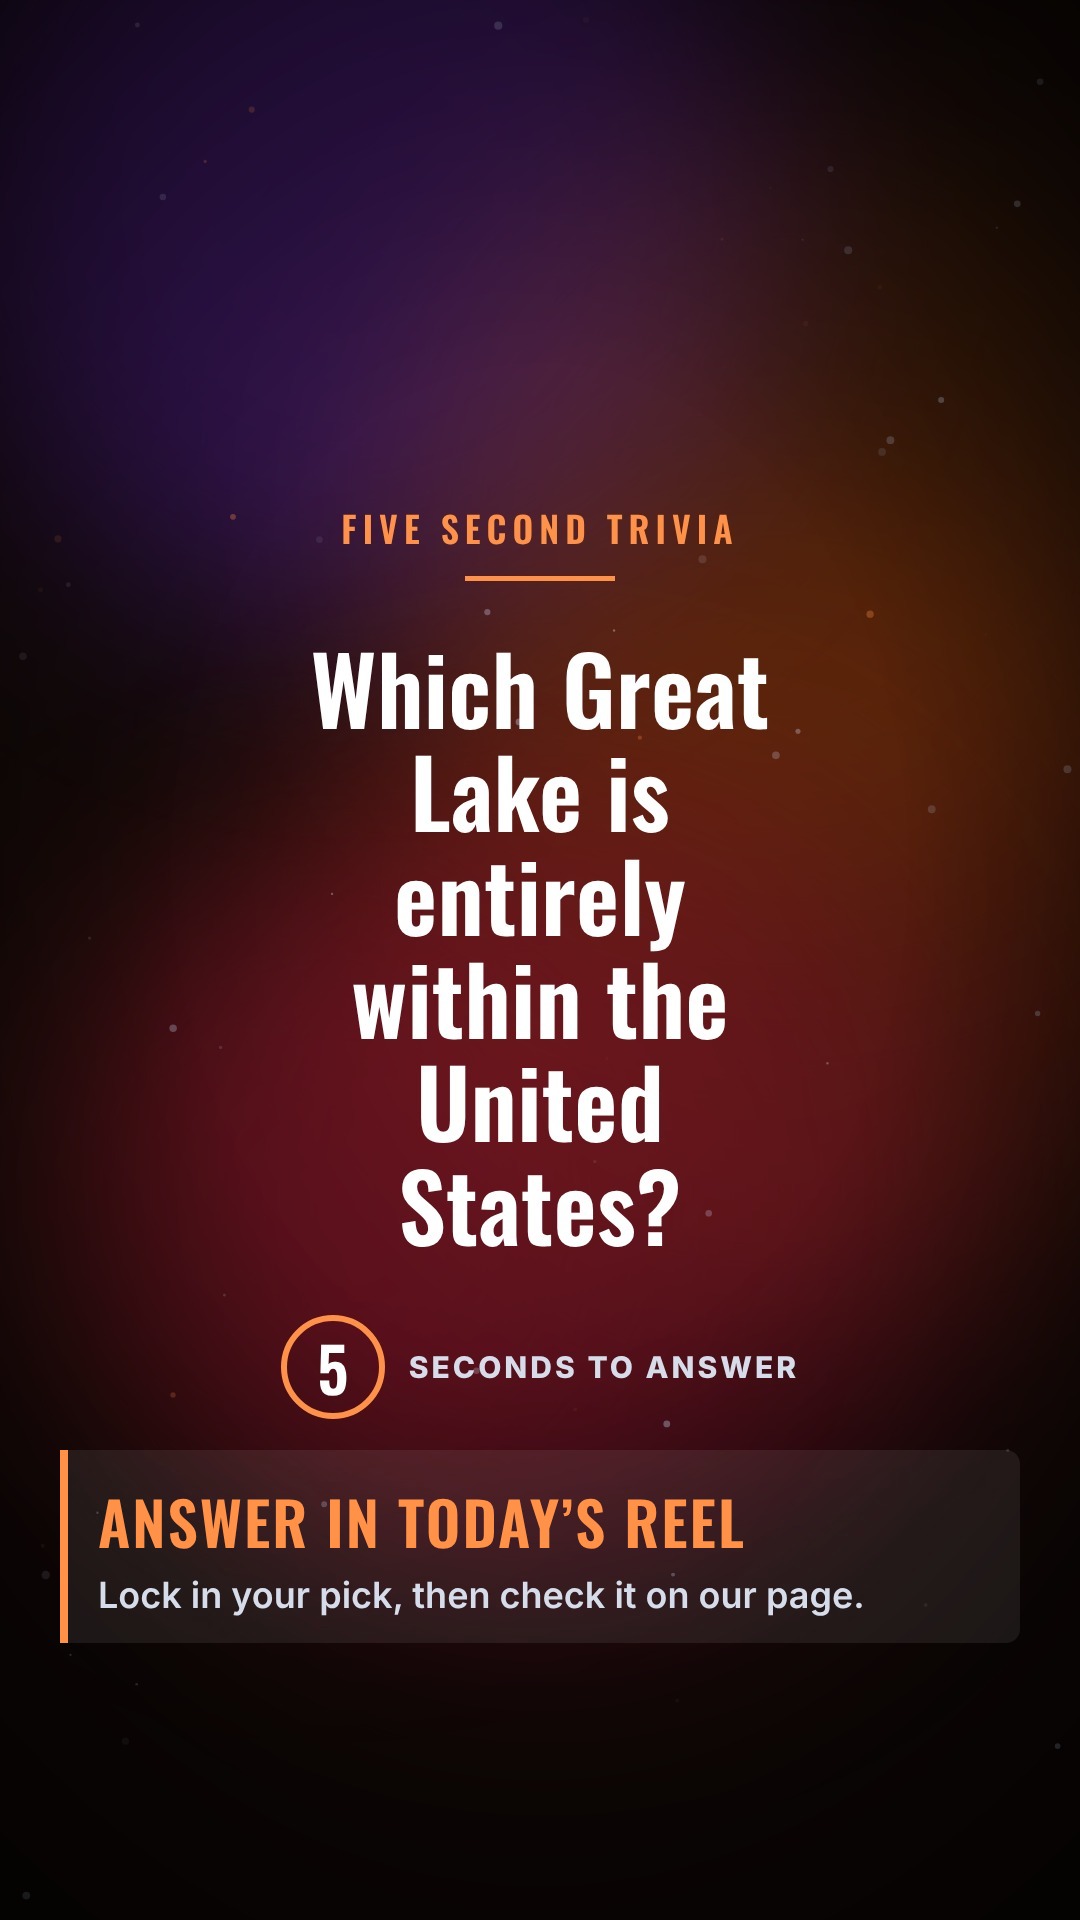 FIVE SECOND TRIVIA
Which Great
Lake is
entirely
within the
United
States?
5 SECONDS TO ANSWER
ANSWER IN TODAY’S REEL
Lock in your pick, then check it on our page.